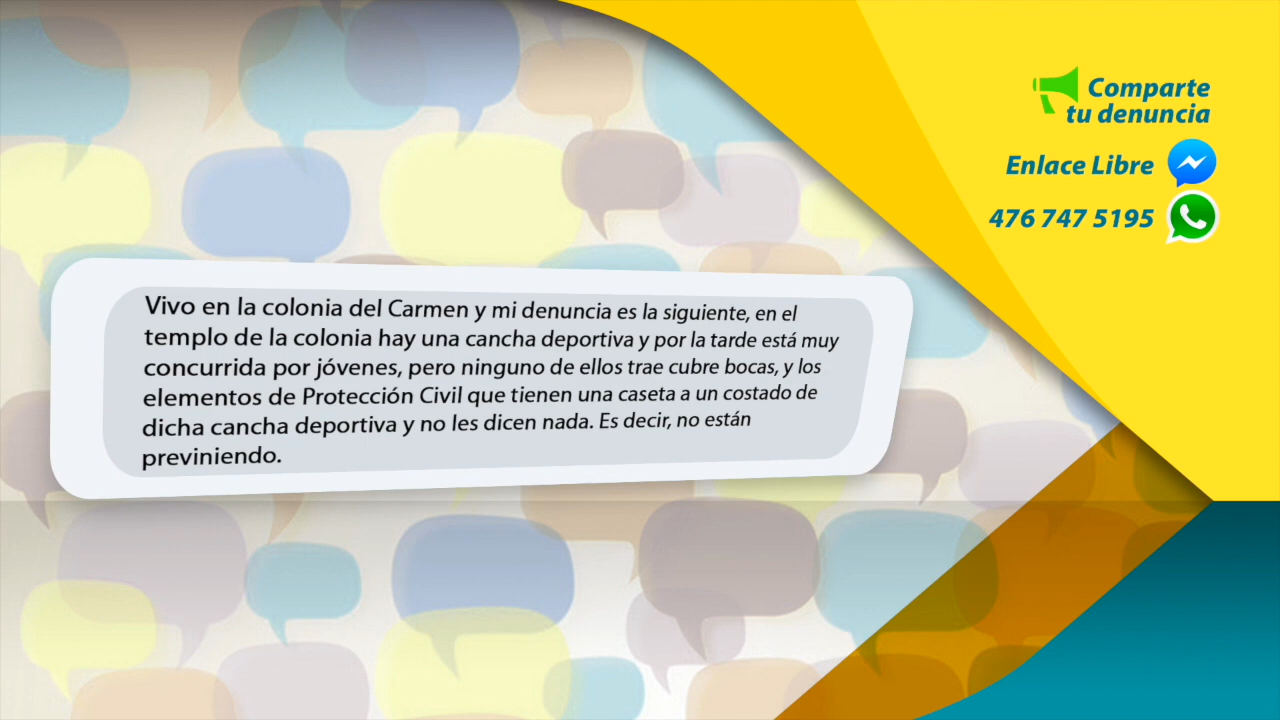 Comparte
tu denuncia
Enlace Libre
476 747 5195
Vivo en la colonia del Carmen y mi denuncia es la siguiente, en el
templo de la colonia hay una cancha deportiva y por la tarde está muy
concurrida por jóvenes, pero ninguno de ellos trae cubre bocas, y los
elementos de Protección Civil que tienen una caseta a un costado de
dicha cancha deportiva y no les dicen nada. Es decir, no están
previniendo.